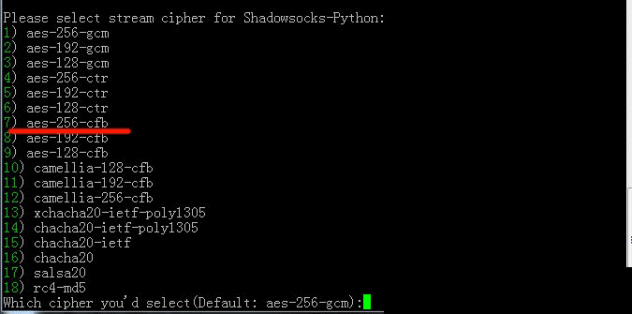 Please select stream cipher for Shadowsocks-Python:
1) aes-256-gcm
2) aes-192-gcm
3) aes-128-gcm
4) aes-256-ctr
5) aes-192-ctr
6) aes-128-ctr
7) aes-256-cfb
8) aes-192-cfb
9) aes-128-cfb
10) camellia-128-cfb
11) camellia-192-cfb
12) camellia-256-cfb
13) xchacha20-ietf-poly1305
14) chacha20-ietf-poly1305
15) chacha20-ietf
16) chacha20
17) salsa20
18) rc4-md5
Which cipher you'd select(Default: aes-256-gcm):